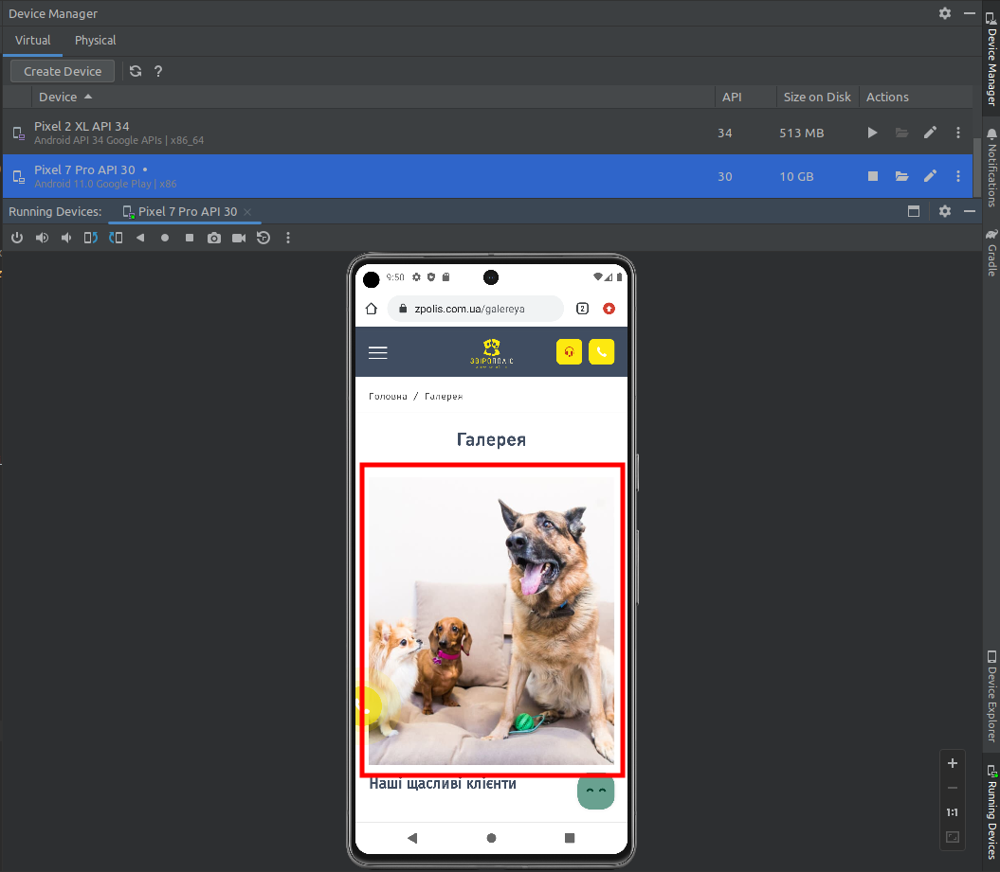 Device Manager
Virtual
Physical
Create Device
?
Device
API
Size on Disk
Actions
Pixel 2 XL API 34
Android API 34 Google APIs | x86_64
34
513 MB
Pixel 7 Pro API 30
Android 11.0 Google Play | x86
30
10 GB
Running Devices:
Pixel 7 Pro API 30
9:50
zpolis.com.ua/galereya
2
ЗВІРОПОЛІС
Головна / Галерея
Галерея
Наші щасливі клієнти
1:1
Device Manager
Notifications
Gradle
Device Explorer
Running Devices